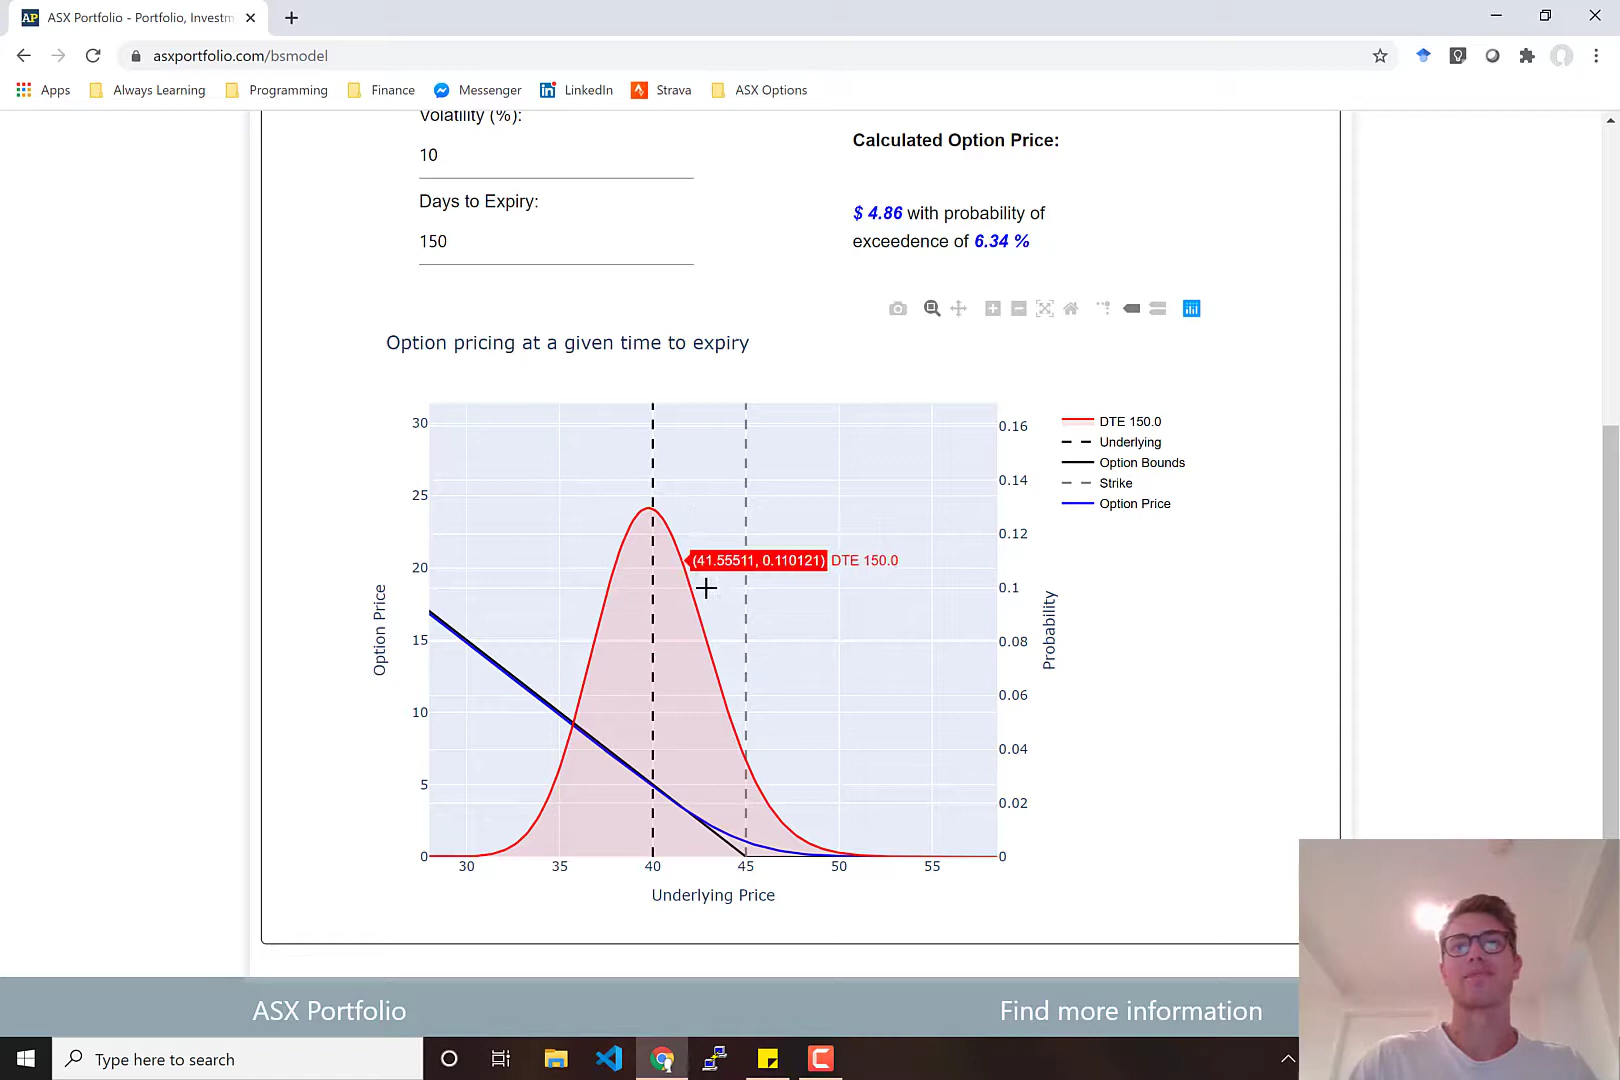 AP ASX Portfolio - Portfolio, Investm
asxportfolio.com/bsmodel
Apps Always Learning Programming Finance Messenger LinkedIn Strava ASX Options
Volatility (%):
10
Days to Expiry:
150
Calculated Option Price:
$ 4.86 with probability of
exceedence of 6.34 %
Option pricing at a given time to expiry
30
25
20
15
10
5
0
Option Price
30 35 40 45 50 55
Underlying Price
0.16
0.14
0.12
0.1
0.08
0.06
0.04
0.02
0
Probability
(41.55511, 0.110121) DTE 150.0
DTE 150.0
Underlying
Option Bounds
Strike
Option Price
ASX Portfolio
Find more information
Type here to search